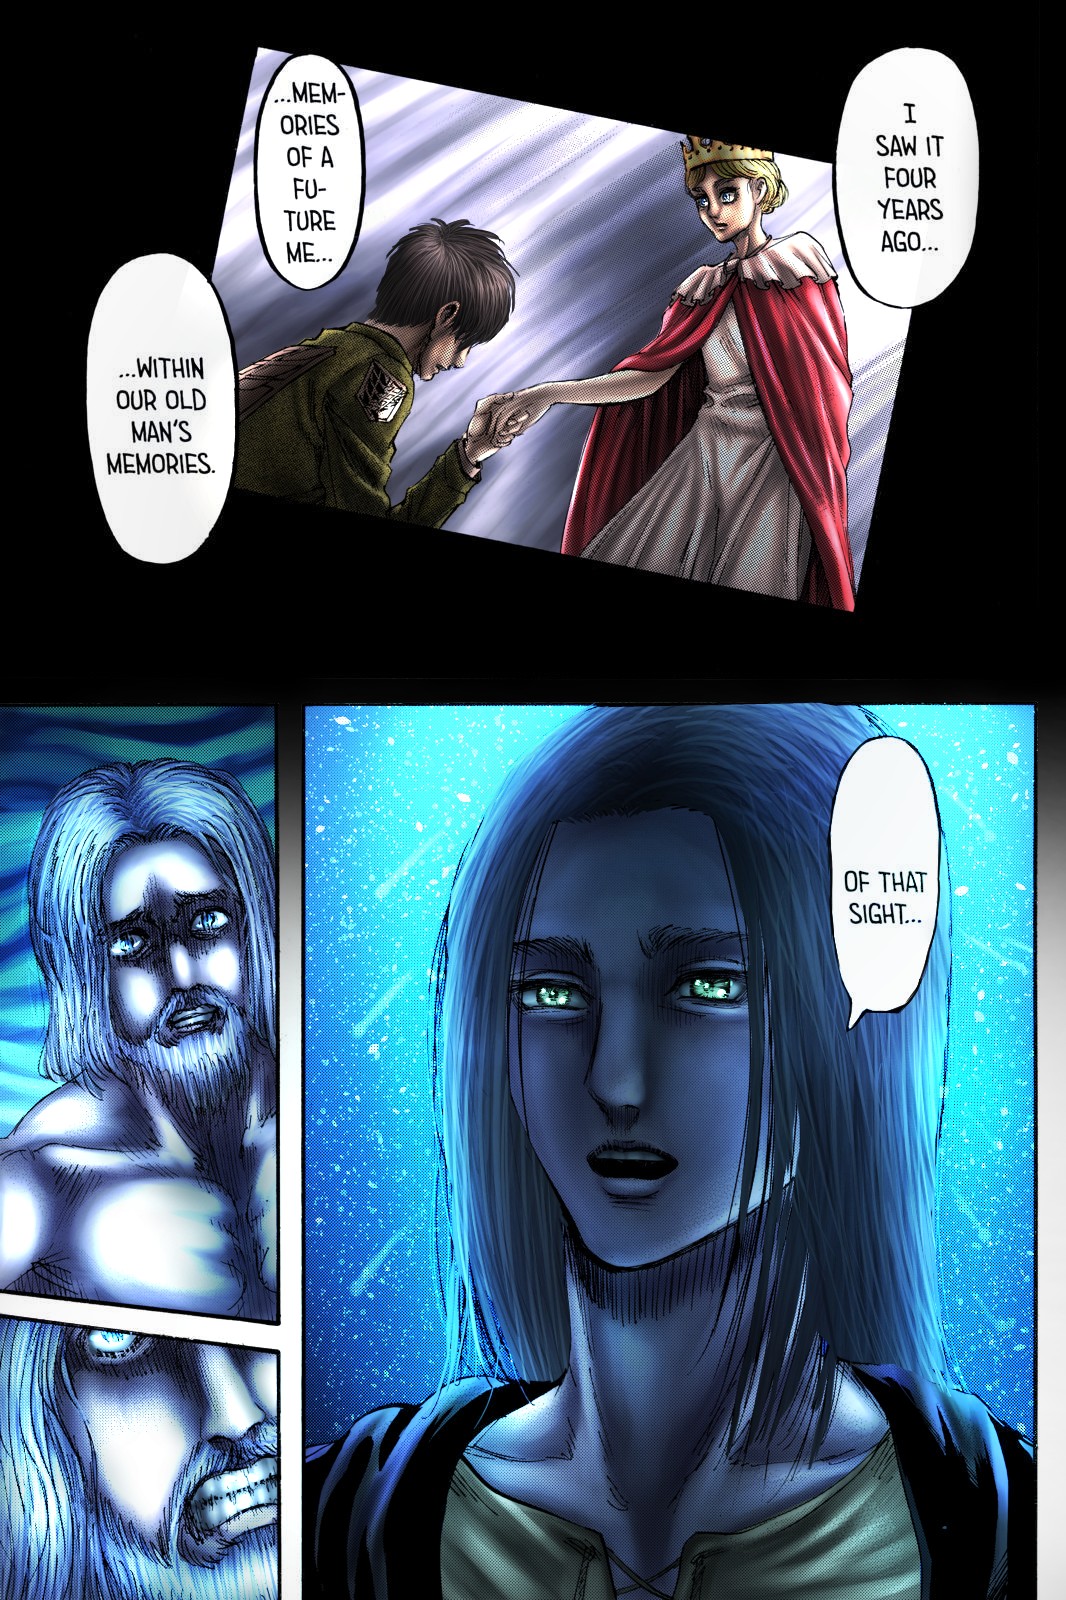 I
SAW IT
FOUR
YEARS
AGO...
...MEM-
ORIES
OF A
FU-
TURE
ME...
...WITHIN
OUR OLD
MAN'S
MEMORIES.
OF THAT
SIGHT...